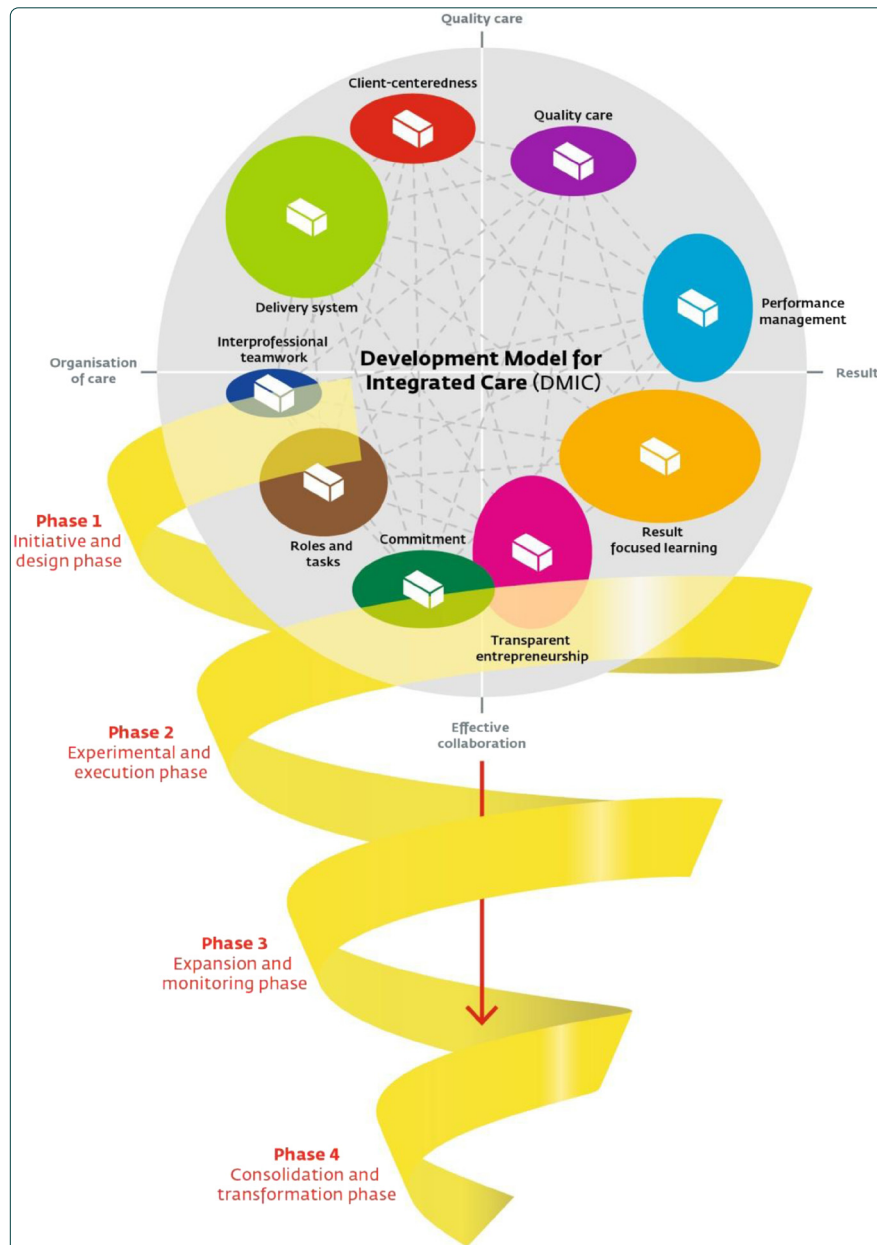 Quality care
Client-centeredness
Quality care
Delivery system
Performance
management
Interprofessional
teamwork
Organisation
of care
Development Model for
Integrated Care (DMIC)
Result
Phase 1
Initiative and
design phase
Roles and
tasks
Commitment
Result
focused learning
Transparent
entrepreneurship
Effective
collaboration
Phase 2
Experimental and
execution phase
Phase 3
Expansion and
monitoring phase
Phase 4
Consolidation and
transformation phase